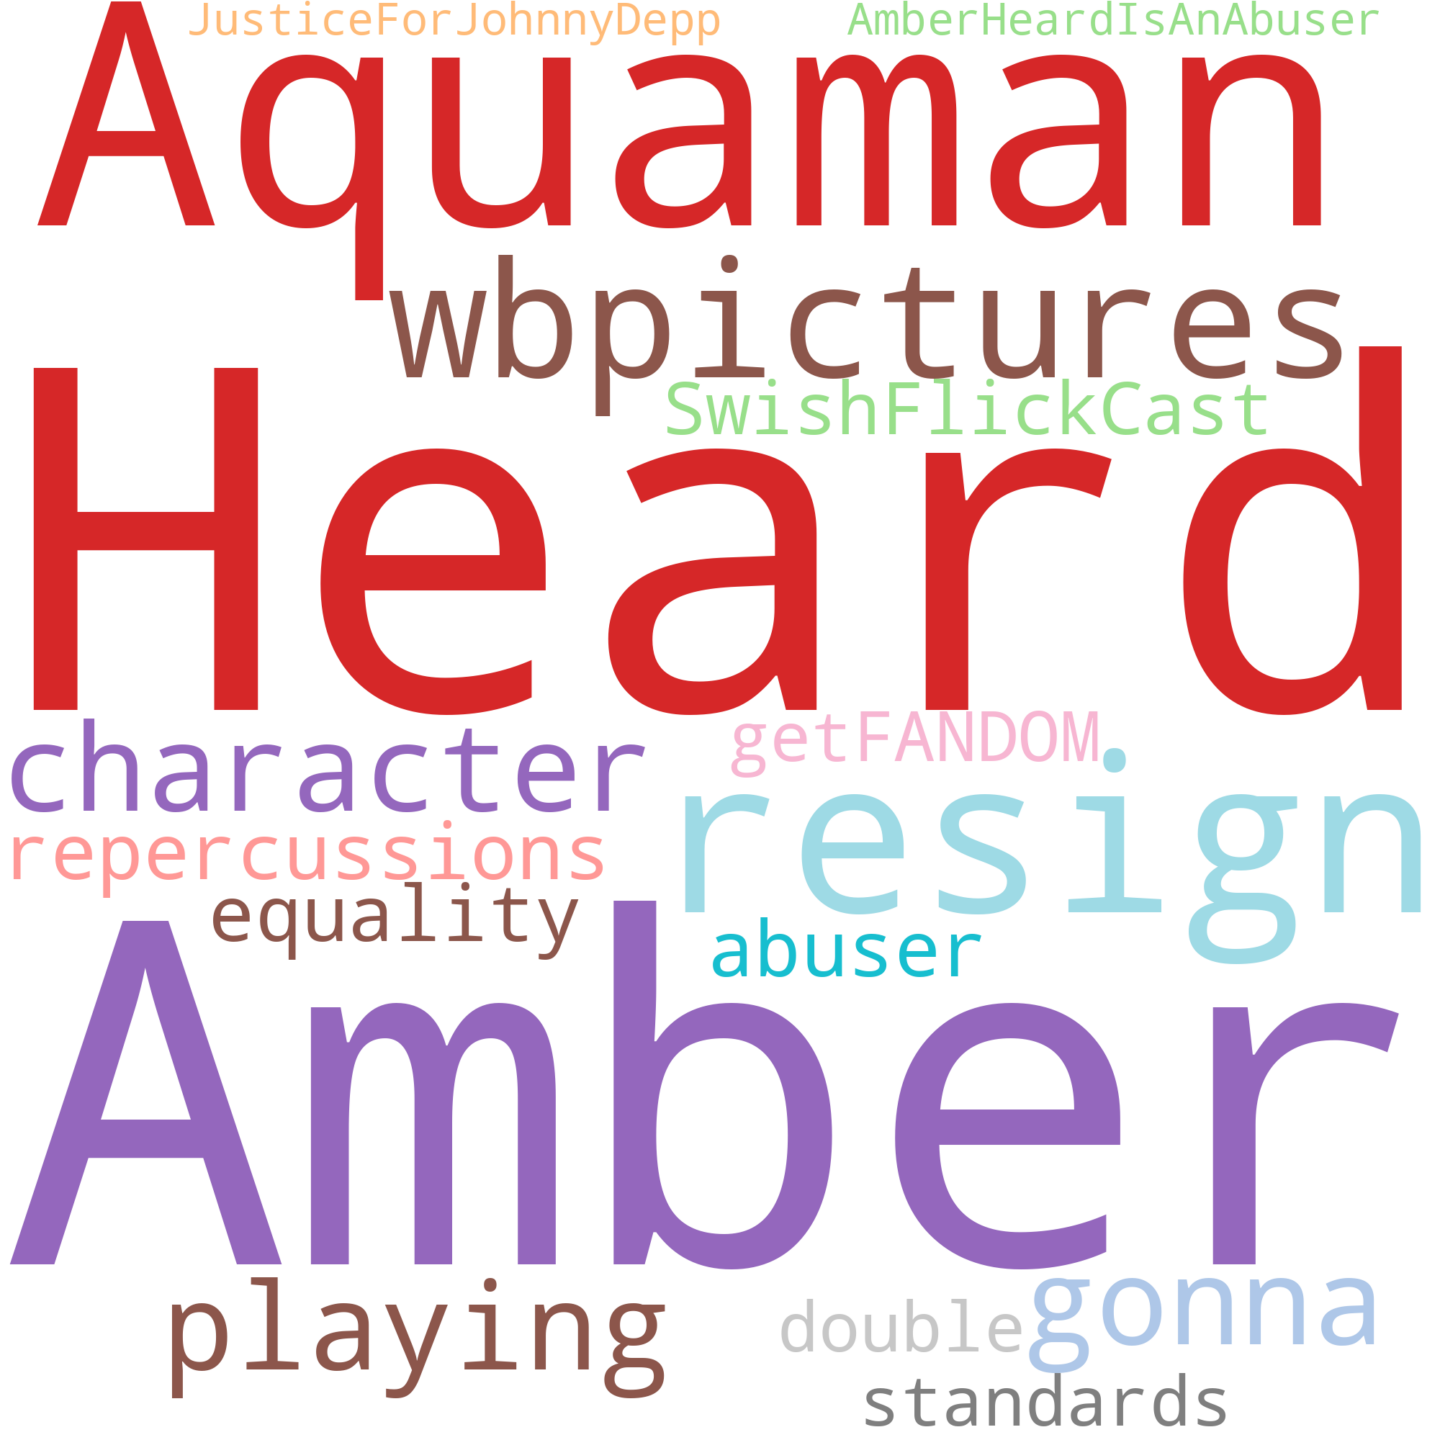 JusticeForJohnnyDepp AmberHeardIsAnAbuser
Aquaman
wbpictures
SwishFlickCast
Heard
character getFANDOM
resign
repercussions
equality abuser
Amber
playing gonna
double
standards